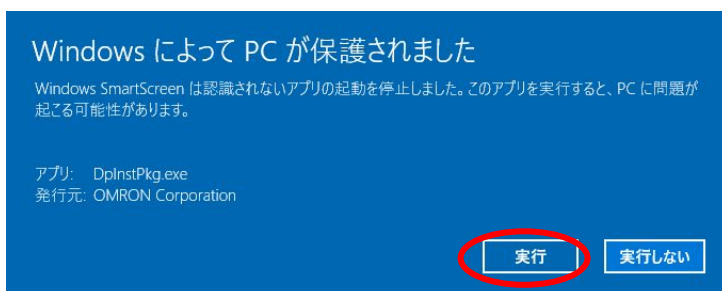 Windows によって PC が保護されました
Windows SmartScreen は認識されないアプリの起動を停止しました。このアプリを実行すると、PC に問題が
起こる可能性があります。
アプリ: DpInstPkg.exe
発行元: OMRON Corporation
実行 実行しない